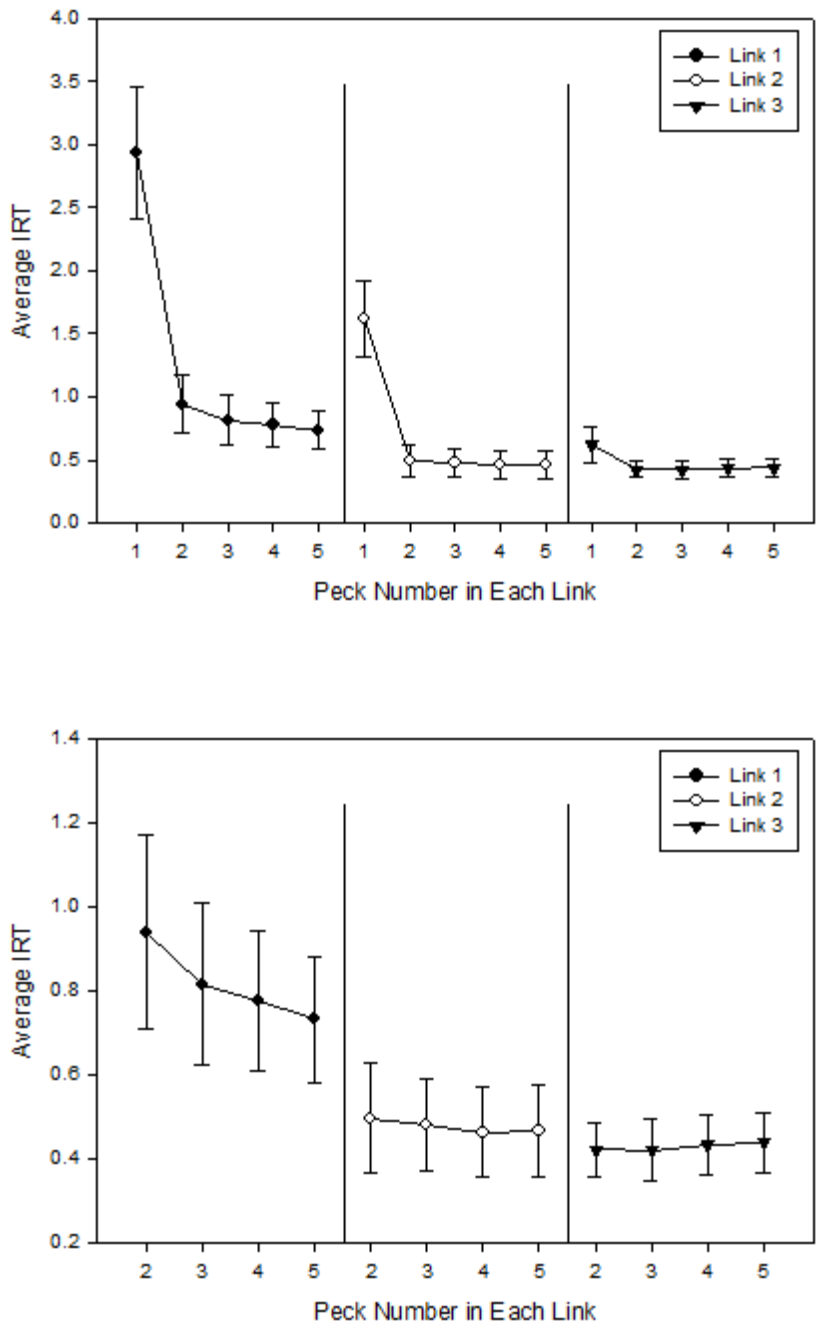 4.0
3.5
3.0
2.5
2.0
1.5
1.0
0.5
0.0
Average IRT
Link 1
Link 2
Link 3
1 2 3 4 5 1 2 3 4 5 1 2 3 4 5
Peck Number in Each Link
1.4
1.2
1.0
0.8
0.6
0.4
0.2
Average IRT
Link 1
Link 2
Link 3
2 3 4 5 2 3 4 5 2 3 4 5
Peck Number in Each Link